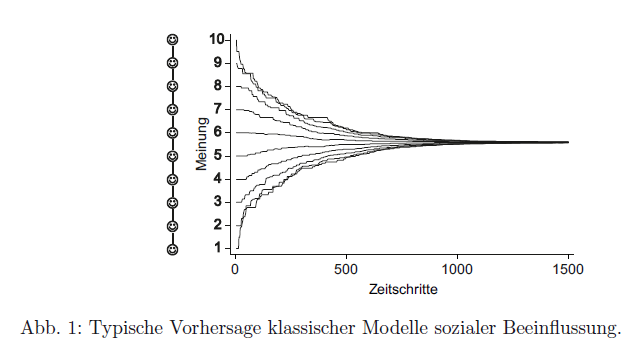 10
9
8
7
6
5
4
3
2
1
Meinung
0 500 1000 1500
Zeitschritte
Abb. 1: Typische Vorhersage klassischer Modelle sozialer Beeinflussung.